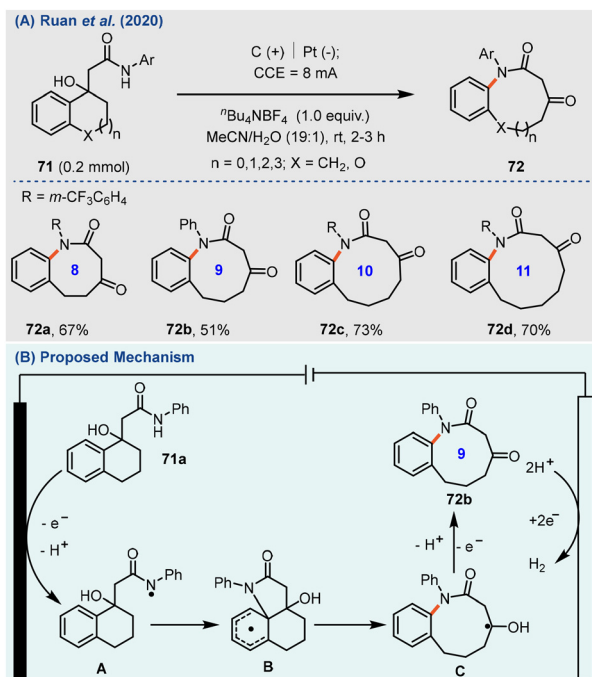 (A) Ruan et al. (2020)
O
HO
N
H
Ar
X
( )n
71 (0.2 mmol)
C (+) | Pt (-);
CCE = 8 mA
nBu4NBF4 (1.0 equiv.)
MeCN/H2O (19:1), rt, 2-3 h
n = 0,1,2,3; X = CH2, O
Ar
N
O
O
X
( )n
72
R = m-CF3C6H4
R
N
O
8
O
72a, 67%
Ph
N
O
9
O
72b, 51%
R
N
O
10
O
72c, 73%
R
N
O
11
O
72d, 70%
(B) Proposed Mechanism
O
HO
N
H
Ph
71a
Ph
N
O
9
O
72b
2H+
+2e−
H2
- e−
- H+
- H+
- e−
O
HO
N
•
Ph
A
Ph
N
O
OH
•
B
Ph
N
O
•
OH
C